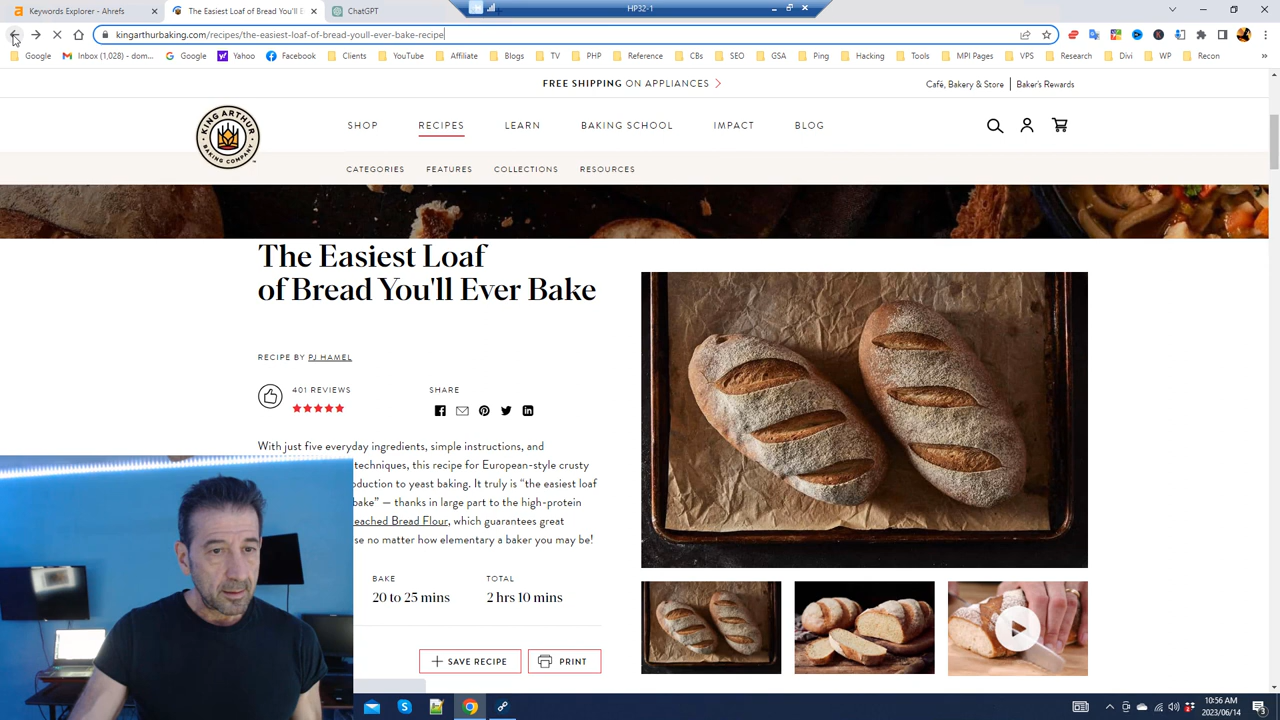 Keywords Explorer - Ahrefs
The Easiest Loaf of Bread You'll E
ChatGPT
HP32-1
kingarthurbaking.com/recipes/the-easiest-loaf-of-bread-youll-ever-bake-recipe
Google Inbox (1,028) - dom... Google Yahoo Facebook Clients YouTube Affiliate Blogs TV PHP Reference CBs SEO GSA Ping Hacking Tools MPI Pages VPS Research Divi WP Recon »
FREE SHIPPING ON APPLIANCES
Café, Bakery & Store Baker's Rewards
KING ARTHUR
BAKING COMPANY
SHOP RECIPES LEARN BAKING SCHOOL IMPACT BLOG
CATEGORIES FEATURES COLLECTIONS RESOURCES
The Easiest Loaf
of Bread You'll Ever Bake
RECIPE BY PJ HAMEL
401 REVIEWS
SHARE
With just five everyday ingredients, simple instructions, and
techniques, this recipe for European-style crusty
oduction to yeast baking. It truly is “the easiest loaf
bake” — thanks in large part to the high-protein
eached Bread Flour, which guarantees great
se no matter how elementary a baker you may be!
BAKE TOTAL
20 to 25 mins 2 hrs 10 mins
SAVE RECIPE PRINT
10:56 AM
2023/06/14
3